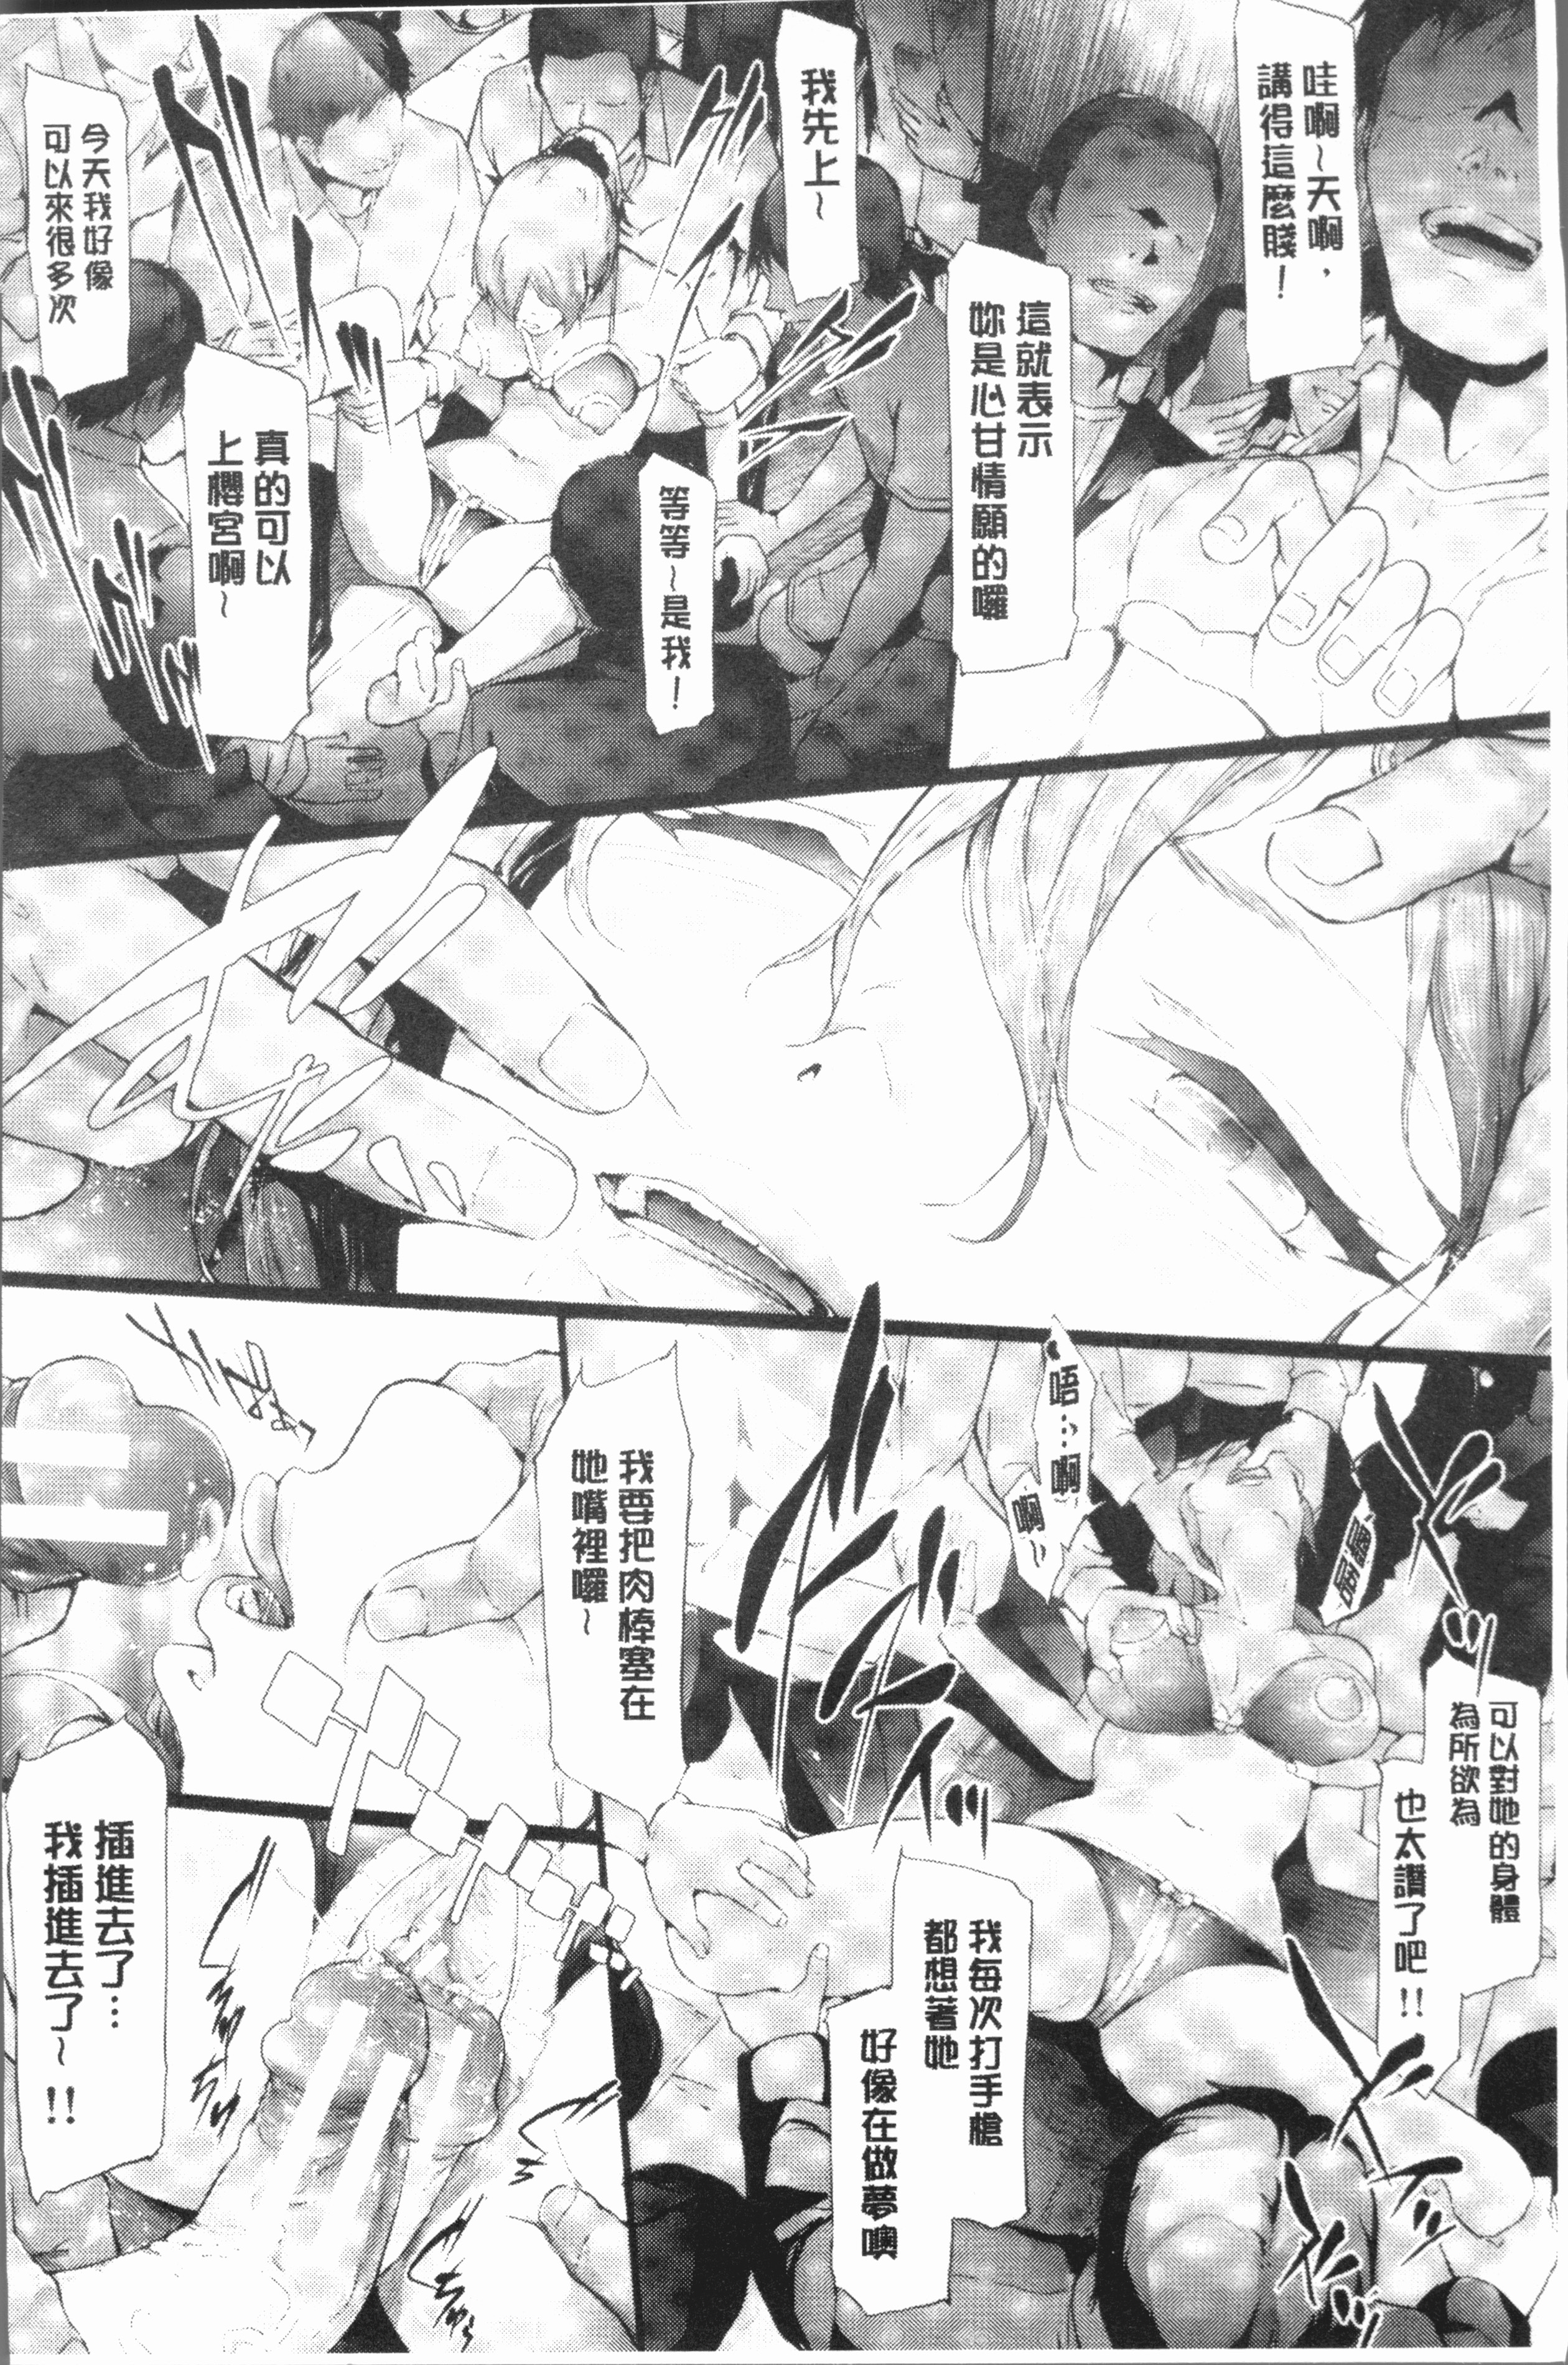 哇啊～天啊，
講得這麼賤！
這就表示
妳是心甘情願的囉
我先上～
等等～是我！
真的可以
上櫻宮啊～
今天我好像
可以來很多次
唔…啊
啊～
可以對她的身體
為所欲為
也太讚了吧!!
我每次打手槍
都想著她
好像在做夢噢
我要把肉棒塞在
她嘴裡囉～
插進去了…
我插進去了～!!